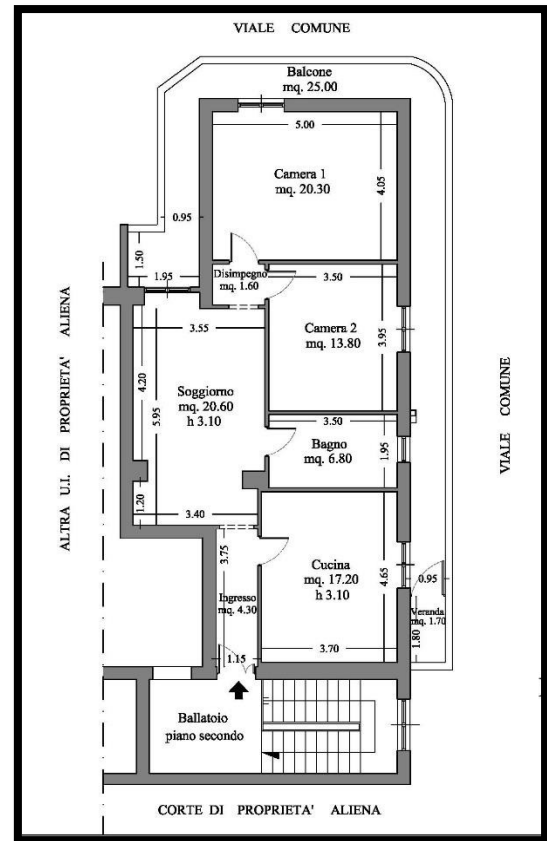 VIALE COMUNE
Balcone
mq. 25.00
5.00
Camera 1
mq. 20.30
4.05
0.95
1.50
1.95
Disimpegno
mq. 1.60
3.50
3.55
Camera 2
mq. 13.80
3.95
ALTRA U.I. DI PROPRIETA' ALIENA
4.20
5.95
Soggiorno
mq. 20.60
h 3.10
VIALE COMUNE
3.50
Bagno
mq. 6.80
1.95
1.20
3.40
3.75
Cucina
mq. 17.20
h 3.10
4.65
0.95
Ingresso
mq. 4.30
Veranda
mq. 1.70
1.80
3.70
1.15
Ballatoio
piano secondo
CORTE DI PROPRIETA' ALIENA